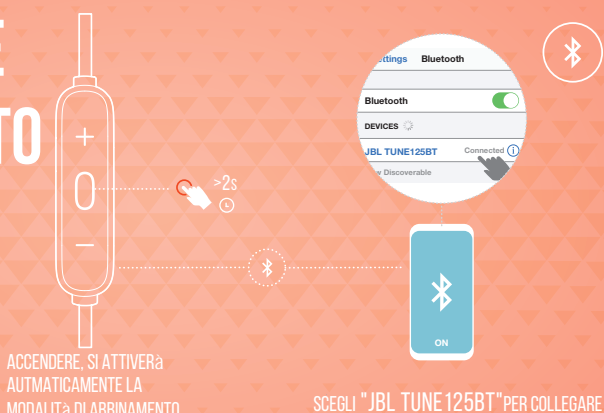 E
TO
+
>2s
−
Settings Bluetooth
Bluetooth
DEVICES
JBL TUNE125BT Connected i
Discoverable
ON
ACCENDERE, SI ATTIVERà
AUTMATICAMENTE LA
MODALITà DI ABBINAMENTO
SCEGLI "JBL TUNE125BT"PER COLLEGARE